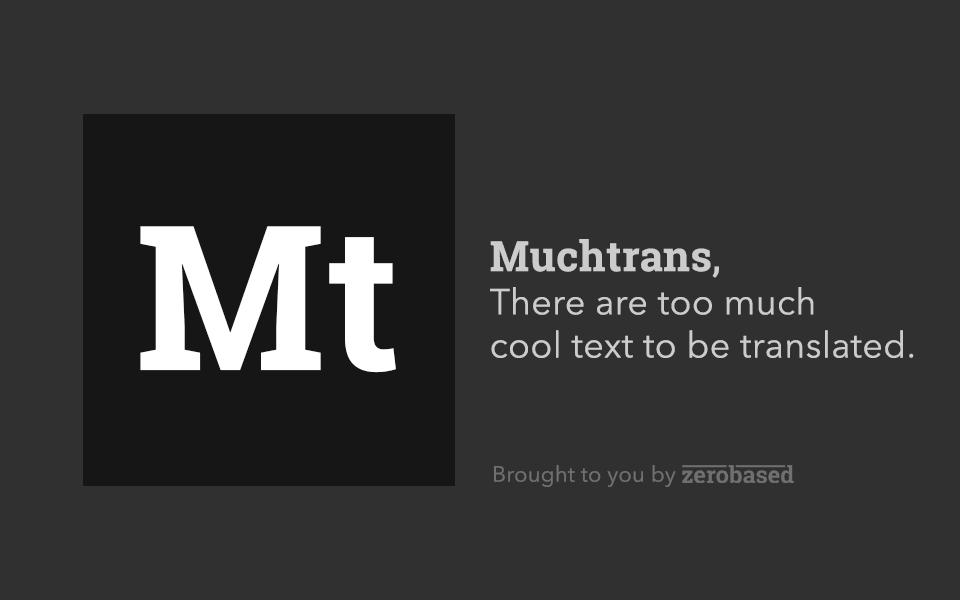 Mt
Muchtrans,
There are too much
cool text to be translated.
Brought to you by zerobased